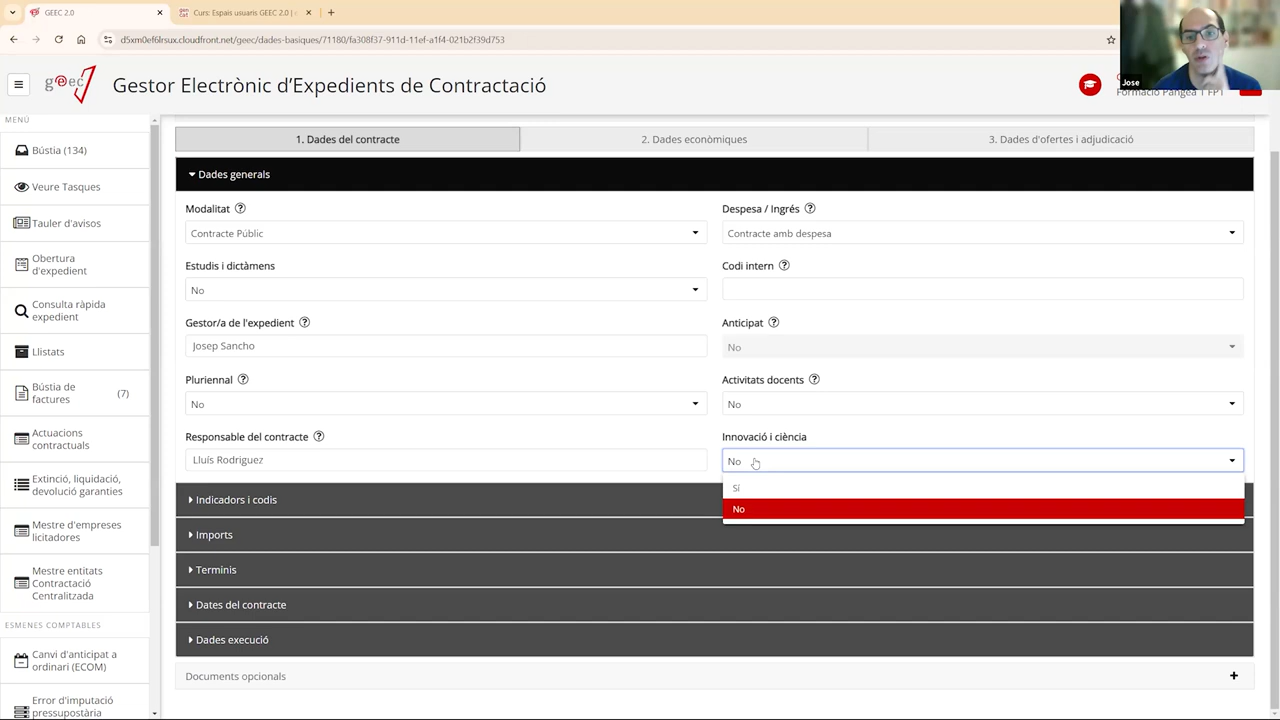 GEEC 2.0
Curs: Espais usuaris GEEC 2.0 | c
d5xm0ef6lrsux.cloudfront.net/geec/dades-basiques/71180/fa308f37-911d-11ef-a1f4-021b2f39d753
Jose
g@ec
Gestor Electrònic d'Expedients de Contractació
Formació Pangea 1 FPT
MENÚ
Bústia (134)
Veure Tasques
Tauler d'avisos
Obertura
d'expedient
Consulta ràpida
expedient
Llistats
Bústia de
factures
(7)
Actuacions
contractuals
Extinció, liquidació,
devolució garanties
Mestre d'empreses
licitadores
Mestre entitats
Contractació
Centralitzada
ESMENES COMPTABLES
Canvi d'anticipat a
ordinari (ECOM)
Error d'imputació
pressupostària
1. Dades del contracte
2. Dades econòmiques
3. Dades d'ofertes i adjudicació
Dades generals
Modalitat
Contracte Públic
Despesa / Ingrés
Contracte amb despesa
Estudis i dictàmens
No
Codi intern
Gestor/a de l'expedient
Josep Sancho
Anticipat
No
Pluriennal
No
Activitats docents
No
Responsable del contracte
Lluís Rodriguez
Innovació i ciència
No
Sí
No
Indicadors i codis
Imports
Terminis
Dates del contracte
Dades execució
Documents opcionals